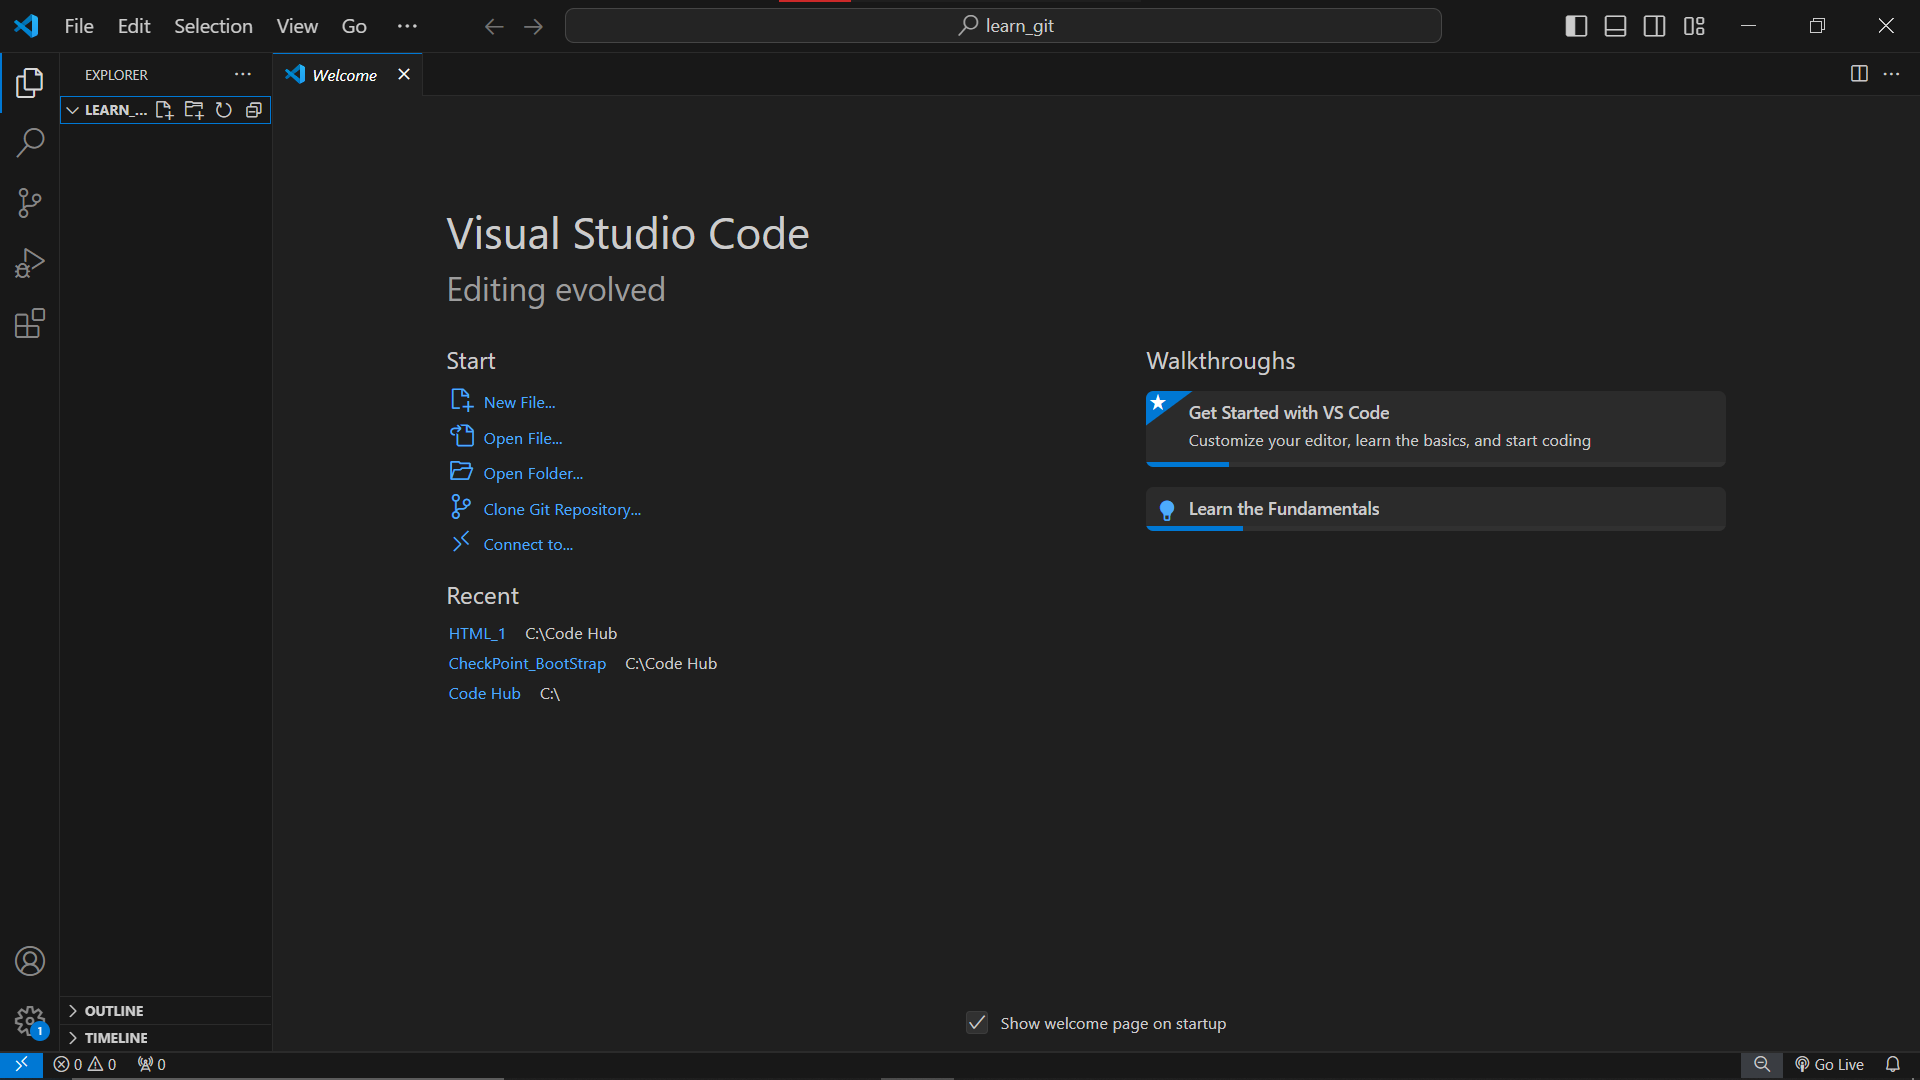 File Edit Selection View Go ··· learn_git
EXPLORER ···
Welcome
LEARN_...
Visual Studio Code
Editing evolved
Start
New File...
Open File...
Open Folder...
Clone Git Repository...
Connect to...
Recent
HTML_1 C:\Code Hub
CheckPoint_BootStrap C:\Code Hub
Code Hub C:\
Walkthroughs
Get Started with VS Code
Customize your editor, learn the basics, and start coding
Learn the Fundamentals
OUTLINE
TIMELINE
1
Show welcome page on startup
0 0 0 Go Live